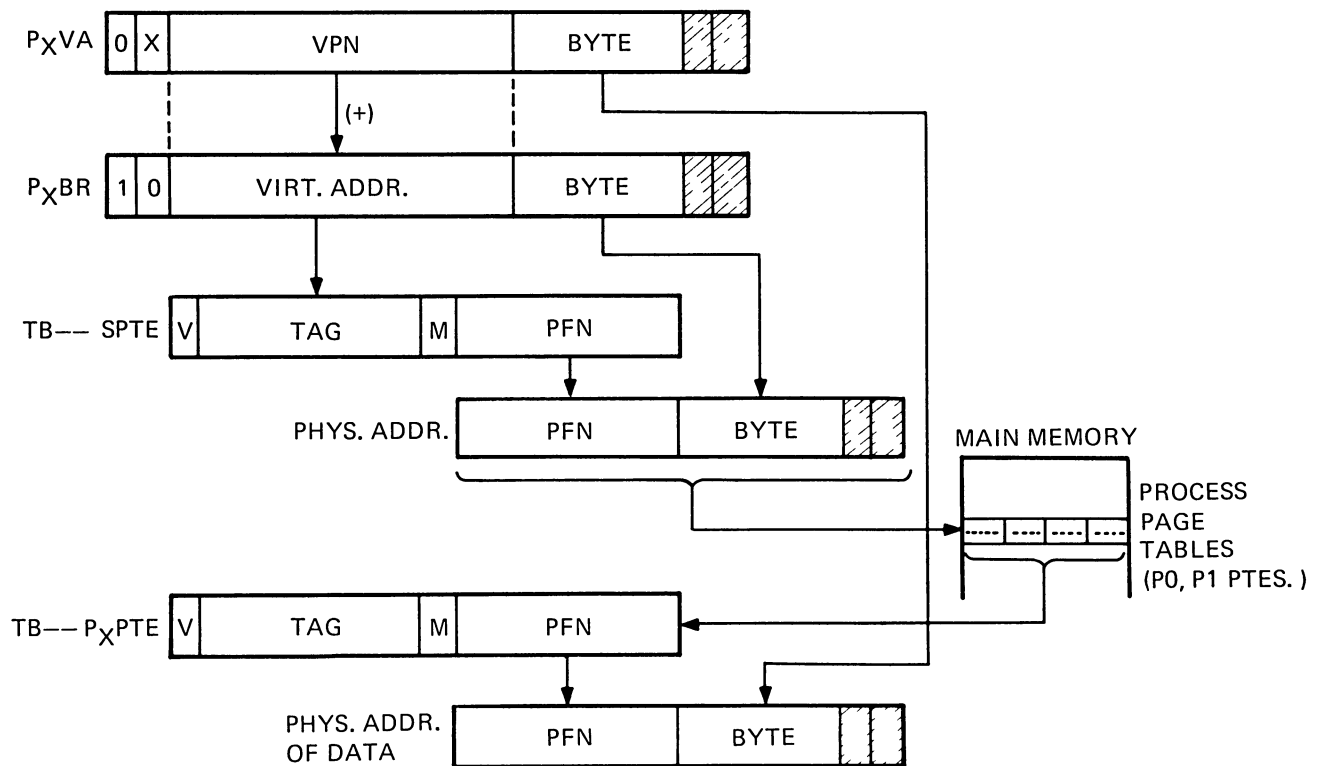 PXVA 0 X VPN BYTE
(+)
PXBR 1 0 VIRT. ADDR. BYTE
TB–– SPTE V TAG M PFN
PHYS. ADDR. PFN BYTE
MAIN MEMORY
PROCESS
PAGE
TABLES
(P0, P1 PTES.)
TB–– PXPTE V TAG M PFN
PHYS. ADDR.
OF DATA
PFN BYTE